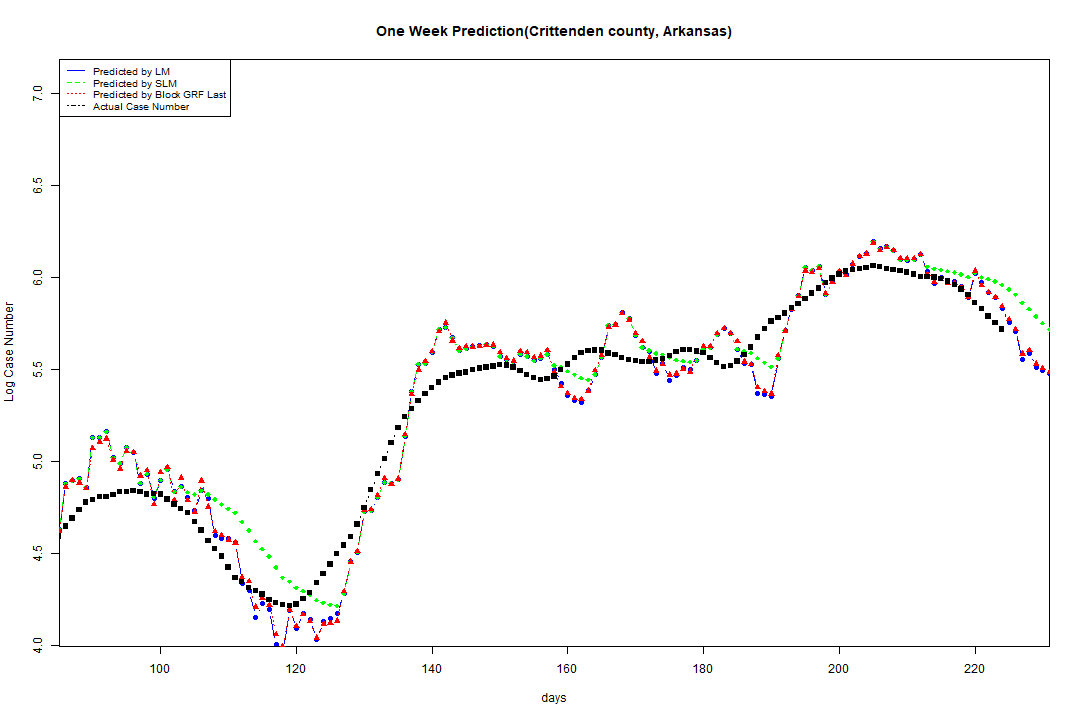 One Week Prediction(Crittenden county, Arkansas)
Predicted by LM
Predicted by SLM
Predicted by Block GRF Last
Actual Case Number
7.0
6.5
6.0
5.5
5.0
4.5
4.0
Log Case Number
100 120 140 160 180 200 220
days